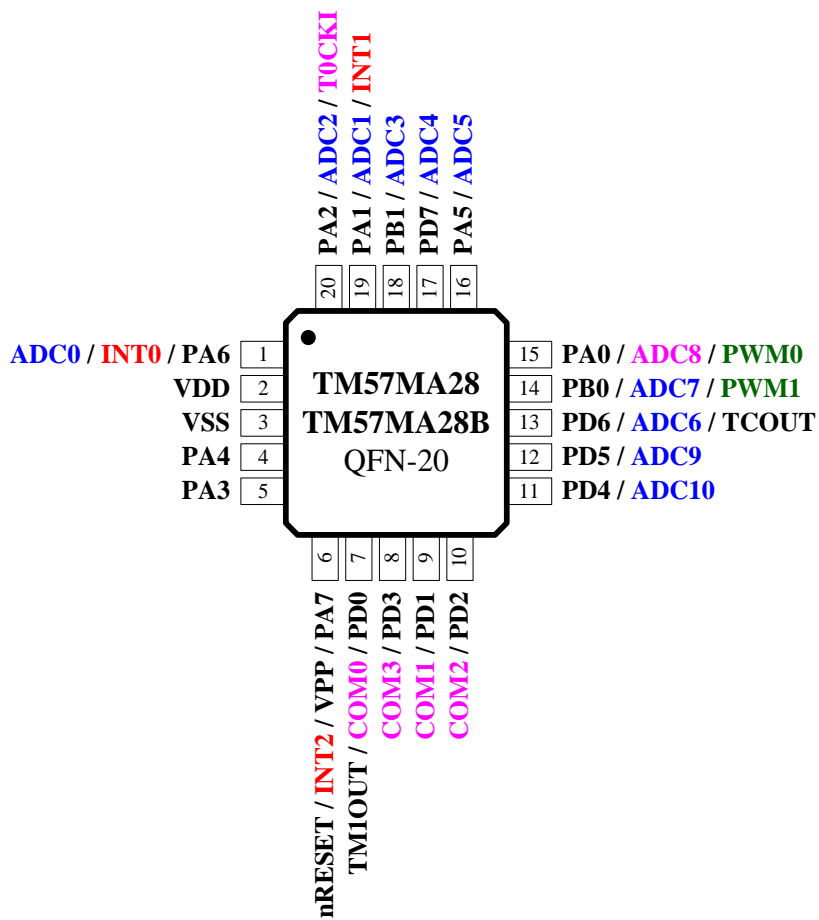 PA2 / ADC2 / T0CKI
PA1 / ADC1 / INT1
PB1 / ADC3
PD7 / ADC4
PA5 / ADC5
20
19
18
17
16
ADC0 / INT0 / PA6
1
VDD
2
VSS
3
PA4
4
PA3
5
TM57MA28
TM57MA28B
QFN-20
15
PA0 / ADC8 / PWM0
14
PB0 / ADC7 / PWM1
13
PD6 / ADC6 / TCOUT
12
PD5 / ADC9
11
PD4 / ADC10
6
7
8
9
10
nRESET / INT2 / VPP / PA7
TM1OUT / COM0 / PD0
COM3 / PD3
COM1 / PD1
COM2 / PD2